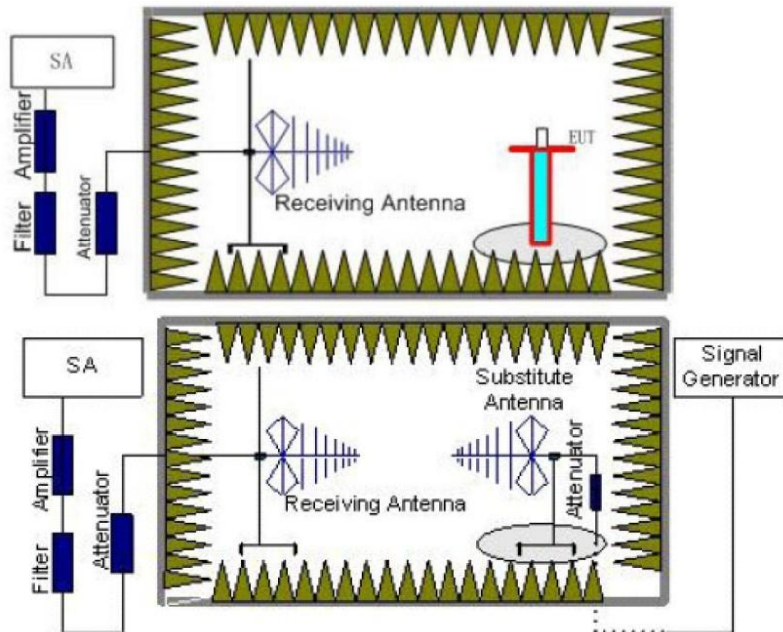 SA
Amplifier
Filter
Attenuator
Receiving Antenna
EUT
SA
Amplifier
Filter
Attenuator
Receiving Antenna
Substitute
Antenna
Attenuator
Signal
Generator